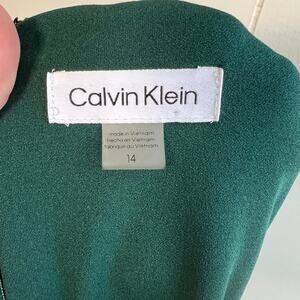 Calvin Klein
made in Vietnam
hecho en Vietnam
fabriqué au Vietnam
14